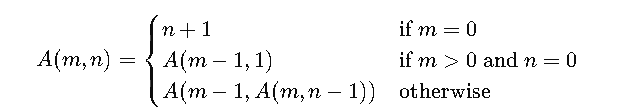 n + 1 if m = 0
A(m, n) = { A(m − 1, 1) if m > 0 and n = 0
A(m − 1, A(m, n − 1)) otherwise